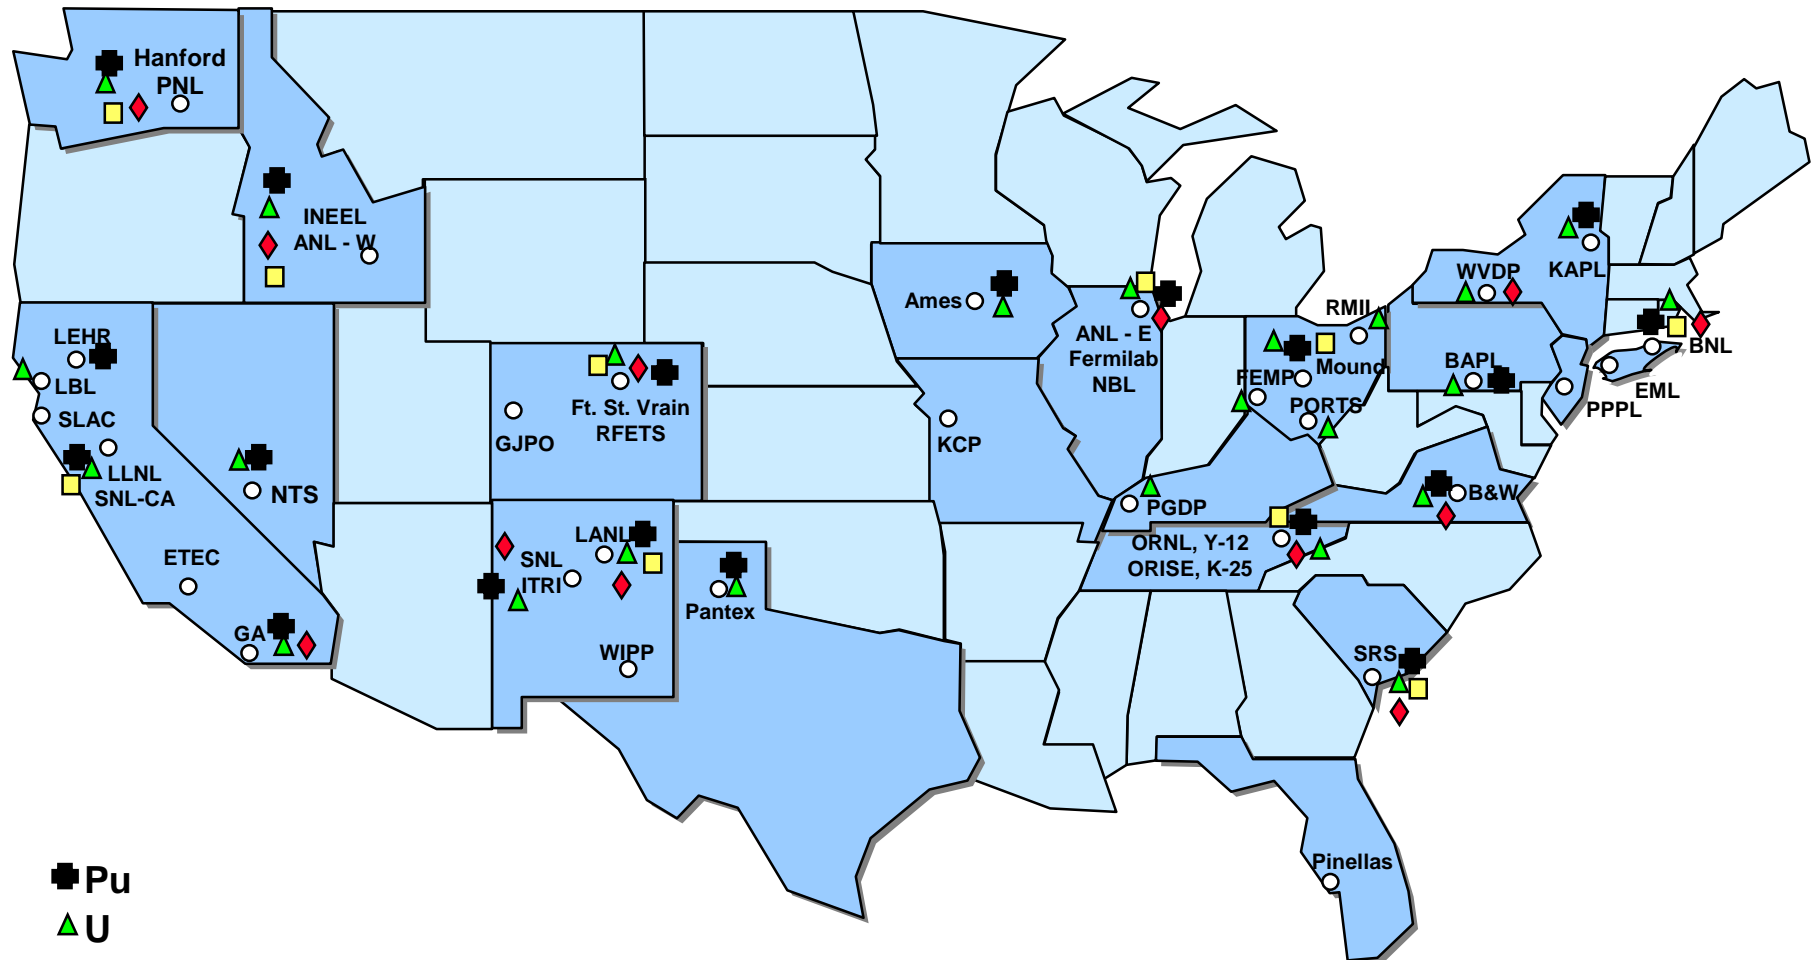 Hanford
PNL
INEEL
ANL - W
LEHR
LBL
SLAC
LLNL
SNL-CA
ETEC
GA
NTS
GJPO
Ft. St. Vrain
RFETS
LANL
SNL
ITRI
WIPP
Pantex
Ames
KCP
ANL - E
Fermilab
NBL
RMII
Mound
FEMP
PORTS
PGDP
ORNL, Y-12
ORISE, K-25
WVDP
KAPL
BAPL
BNL
EML
PPPL
B&W
SRS
Pinellas
Pu
U